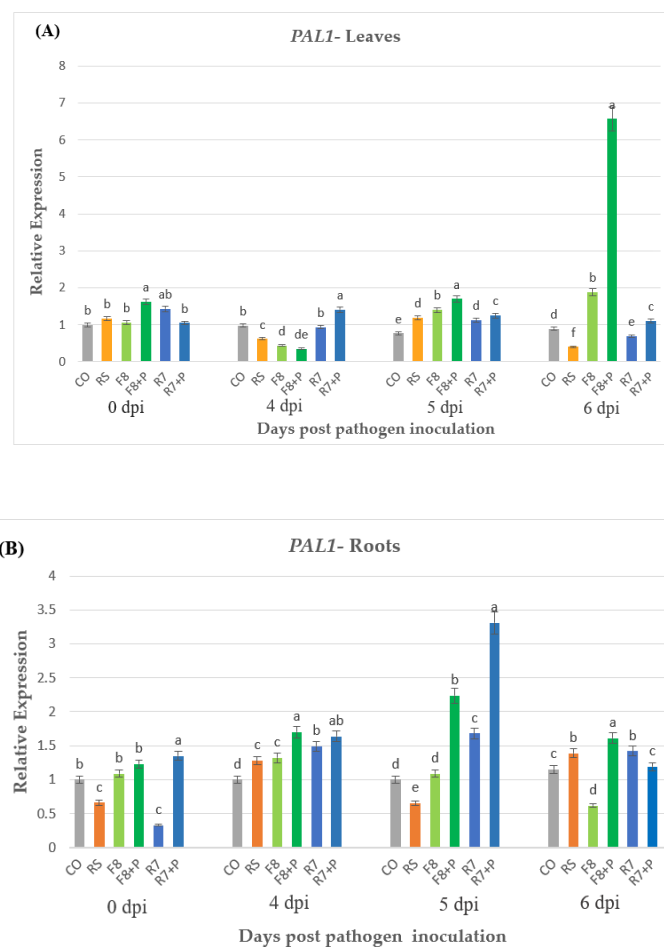 (A)
PAL1- Leaves
Relative Expression
8
7
6
5
4
3
2
1
0
b b b a ab b
b c d de b a
e d b a d c
d f b a e c
CO RS F8 F8+P R7 R7+P
CO RS F8 F8+P R7 R7+P
CO RS F8 F8+P R7 R7+P
CO RS F8 F8+P R7 R7+P
0 dpi 4 dpi 5 dpi 6 dpi
Days post pathogen inoculation
(B)
PAL1- Roots
Relative Expression
4
3.5
3
2.5
2
1.5
1
0.5
0
b c b b c a
d c c a b ab
d e d b c a
c b d a b c
CO RS F8 F8+P R7 R7+P
CO RS F8 F8+P R7 R7+P
CO RS F8 F8+P R7 R7+P
CO RS F8 F8+P R7 R7+P
0 dpi 4 dpi 5 dpi 6 dpi
Days post pathogen inoculation